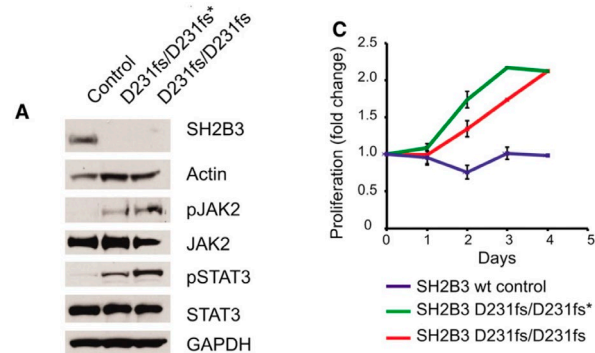 A
Control
D231fs/D231fs*
D231fs/D231fs
SH2B3
Actin
pJAK2
JAK2
pSTAT3
STAT3
GAPDH
C
Proliferation (fold change)
2.5
2.0
1.5
1.0
0.5
0
0 1 2 3 4 5
Days
SH2B3 wt control
SH2B3 D231fs/D231fs*
SH2B3 D231fs/D231fs